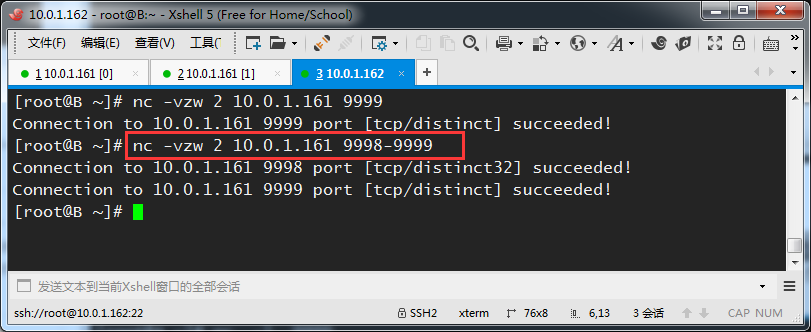 10.0.1.162 - root@B:~ - Xshell 5 (Free for Home/School)
文件(F) 编辑(E) 查看(V) 工具(
1 10.0.1.161 [0] × 2 10.0.1.161 [1] × 3 10.0.1.162 × +
[root@B ~]# nc -vzw 2 10.0.1.161 9999
Connection to 10.0.1.161 9999 port [tcp/distinct] succeeded!
[root@B ~]# nc -vzw 2 10.0.1.161 9998-9999
Connection to 10.0.1.161 9998 port [tcp/distinct32] succeeded!
Connection to 10.0.1.161 9999 port [tcp/distinct] succeeded!
[root@B ~]#
发送文本到当前Xshell窗口的全部会话
ssh://root@10.0.1.162:22 SSH2 xterm 76x8 6,13 3 会话 CAP NUM